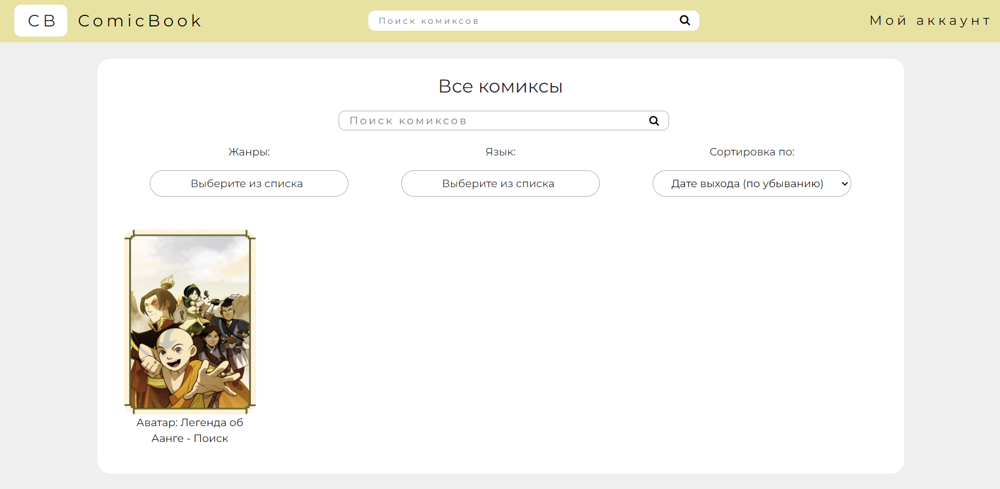 CB ComicBook Поиск комиксов Мой аккаунт
Все комиксы
Поиск комиксов
Жанры: Язык: Сортировка по:
Выберите из списка Выберите из списка Дате выхода (по убыванию)
Аватар: Легенда об
Аанге - Поиск